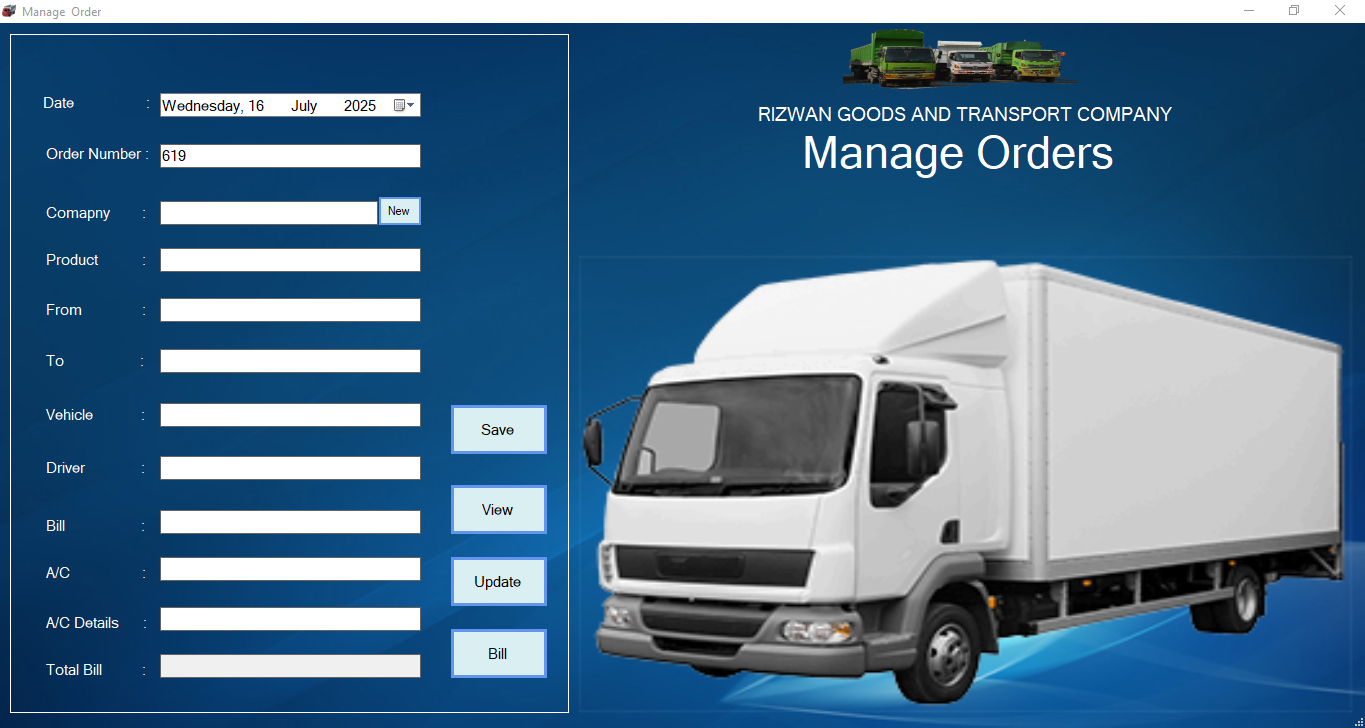 Manage Order
Date : Wednesday, 16 July 2025
Order Number : 619
Comapny : New
Product :
From :
To :
Vehicle :
Driver :
Bill :
A/C :
A/C Details :
Total Bill :
Save
View
Update
Bill
RIZWAN GOODS AND TRANSPORT COMPANY
Manage Orders